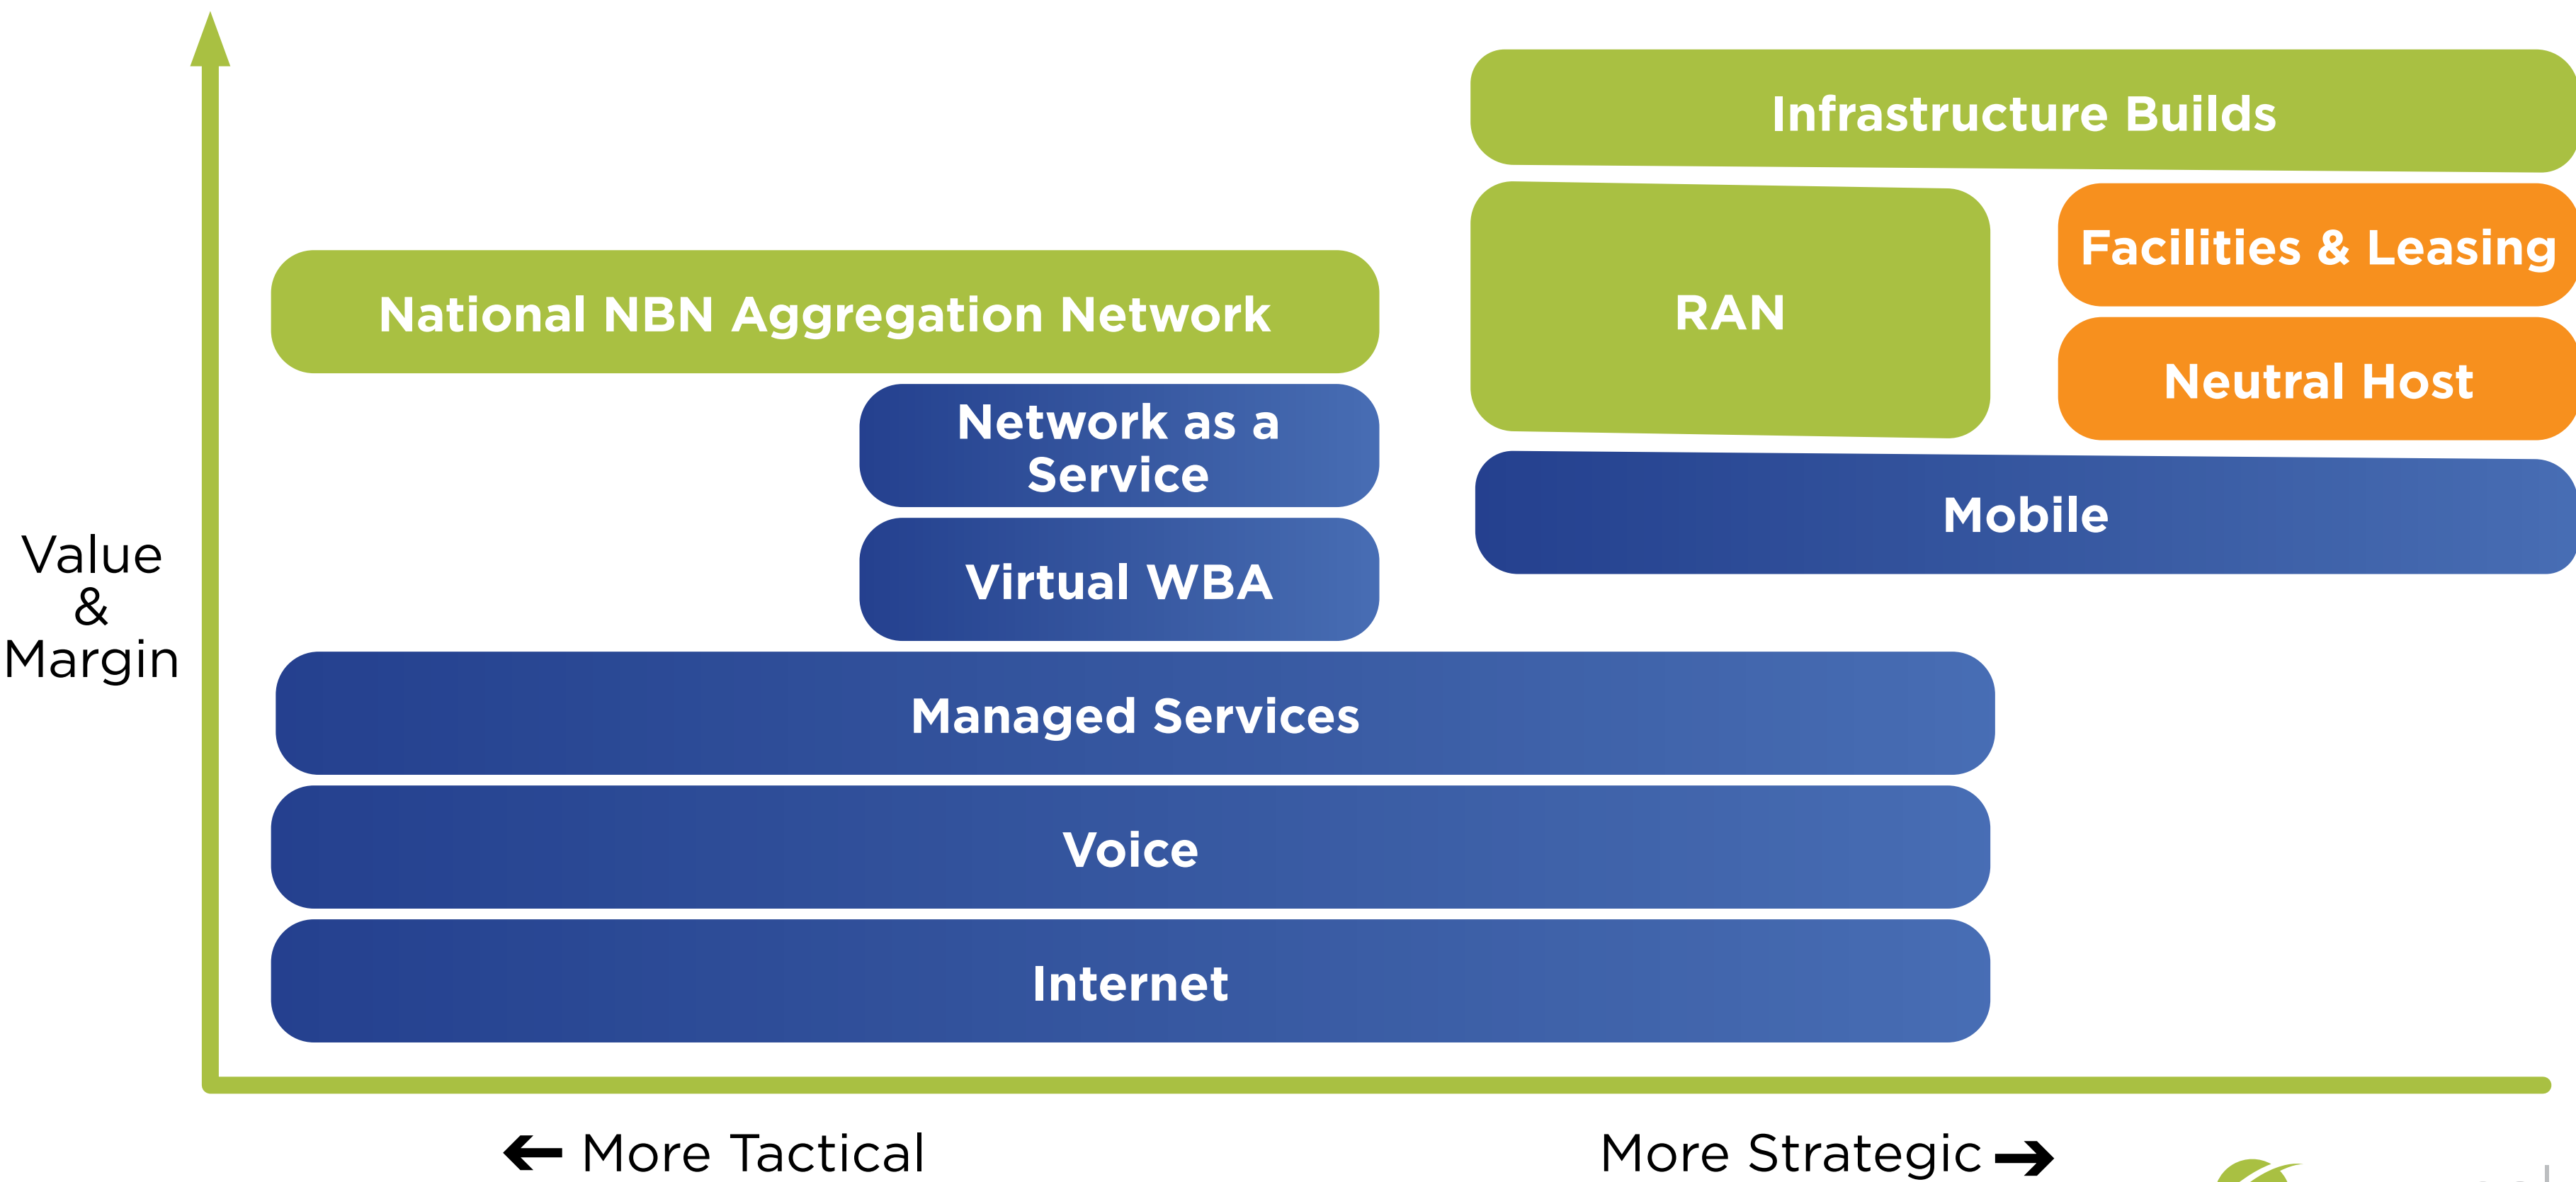 Infrastructure Builds
Facilities & Leasing
National NBN Aggregation Network
RAN
Neutral Host
Network as a
Service
Mobile
Value
&
Margin
Virtual WBA
Managed Services
Voice
Internet
← More Tactical
More Strategic →